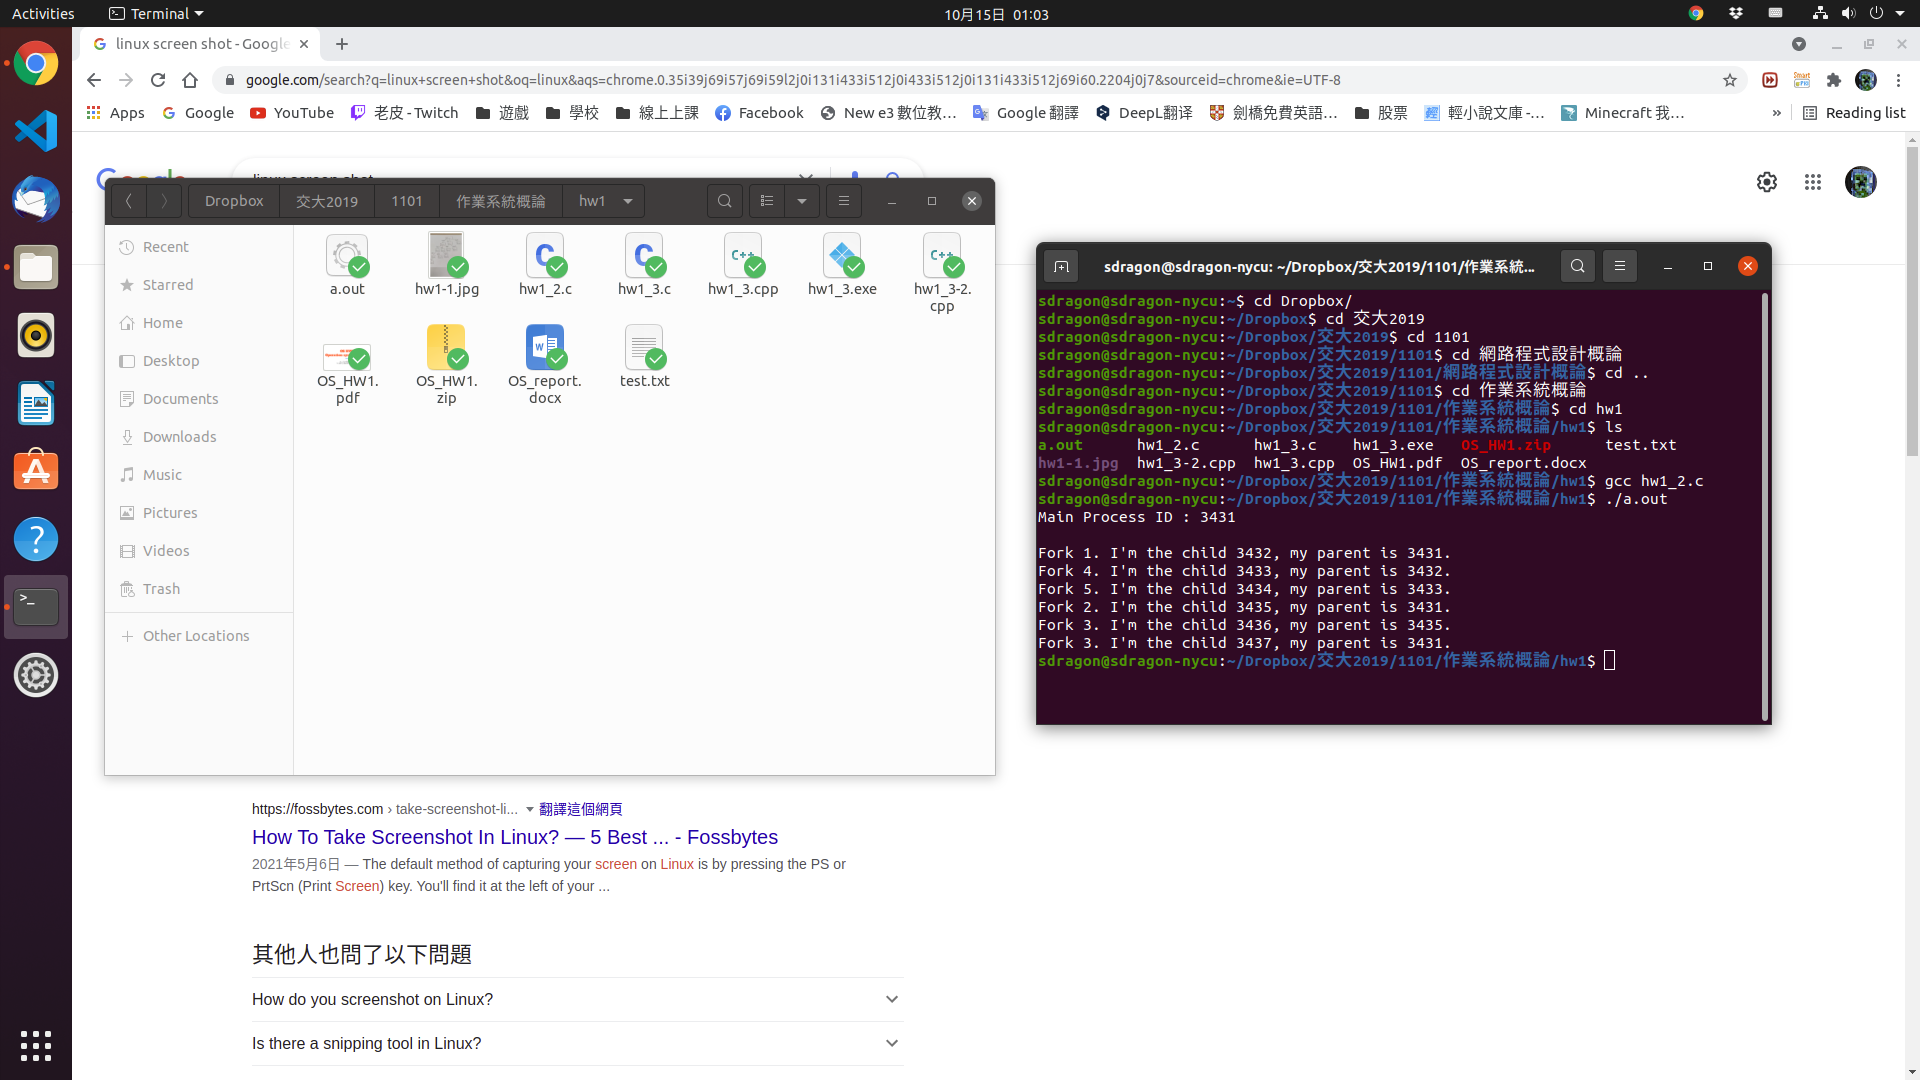 Activities
Terminal
10月15日 01:03
linux screen shot - Google
google.com/search?q=linux+screen+shot&oq=linux&aqs=chrome.0.35i39j69i57j69i59l2j0i131i433i512j0i433i512j0i131i433i512j69i60.2204j0j7&sourceid=chrome&ie=UTF-8
Apps
Google
YouTube
老皮 - Twitch
遊戲
學校
線上上課
Facebook
New e3 數位教...
Google 翻譯
DeepL翻译
劍橋免費英語...
股票
輕小說文庫 -...
Minecraft 我...
»
Reading list
linux screen shot
Dropbox
交大2019
1101
作業系統概論
hw1
Recent
Starred
Home
Desktop
Documents
Downloads
Music
Pictures
Videos
Trash
Other Locations
a.out
hw1-1.jpg
hw1_2.c
hw1_3.c
hw1_3.cpp
hw1_3.exe
hw1_3-2.
cpp
OS_HW1.
pdf
OS_HW1.
zip
OS_report.
docx
test.txt
sdragon@sdragon-nycu: ~/Dropbox/交大2019/1101/作業系統...
sdragon@sdragon-nycu:~$ cd Dropbox/
sdragon@sdragon-nycu:~/Dropbox$ cd 交大2019
sdragon@sdragon-nycu:~/Dropbox/交大2019$ cd 1101
sdragon@sdragon-nycu:~/Dropbox/交大2019/1101$ cd 網路程式設計概論
sdragon@sdragon-nycu:~/Dropbox/交大2019/1101/網路程式設計概論$ cd ..
sdragon@sdragon-nycu:~/Dropbox/交大2019/1101$ cd 作業系統概論
sdragon@sdragon-nycu:~/Dropbox/交大2019/1101/作業系統概論$ cd hw1
sdragon@sdragon-nycu:~/Dropbox/交大2019/1101/作業系統概論/hw1$ ls
a.out hw1_2.c hw1_3.c hw1_3.exe OS_HW1.zip test.txt
hw1-1.jpg hw1_3-2.cpp hw1_3.cpp OS_HW1.pdf OS_report.docx
sdragon@sdragon-nycu:~/Dropbox/交大2019/1101/作業系統概論/hw1$ gcc hw1_2.c
sdragon@sdragon-nycu:~/Dropbox/交大2019/1101/作業系統概論/hw1$ ./a.out
Main Process ID : 3431
Fork 1. I'm the child 3432, my parent is 3431.
Fork 4. I'm the child 3433, my parent is 3432.
Fork 5. I'm the child 3434, my parent is 3433.
Fork 2. I'm the child 3435, my parent is 3431.
Fork 3. I'm the child 3436, my parent is 3435.
Fork 3. I'm the child 3437, my parent is 3431.
sdragon@sdragon-nycu:~/Dropbox/交大2019/1101/作業系統概論/hw1$
https://fossbytes.com › take-screenshot-li... 翻譯這個網頁
How To Take Screenshot In Linux? — 5 Best ... - Fossbytes
2021年5月6日 — The default method of capturing your screen on Linux is by pressing the PS or
PrtScn (Print Screen) key. You'll find it at the left of your ...
其他人也問了以下問題
How do you screenshot on Linux?
Is there a snipping tool in Linux?